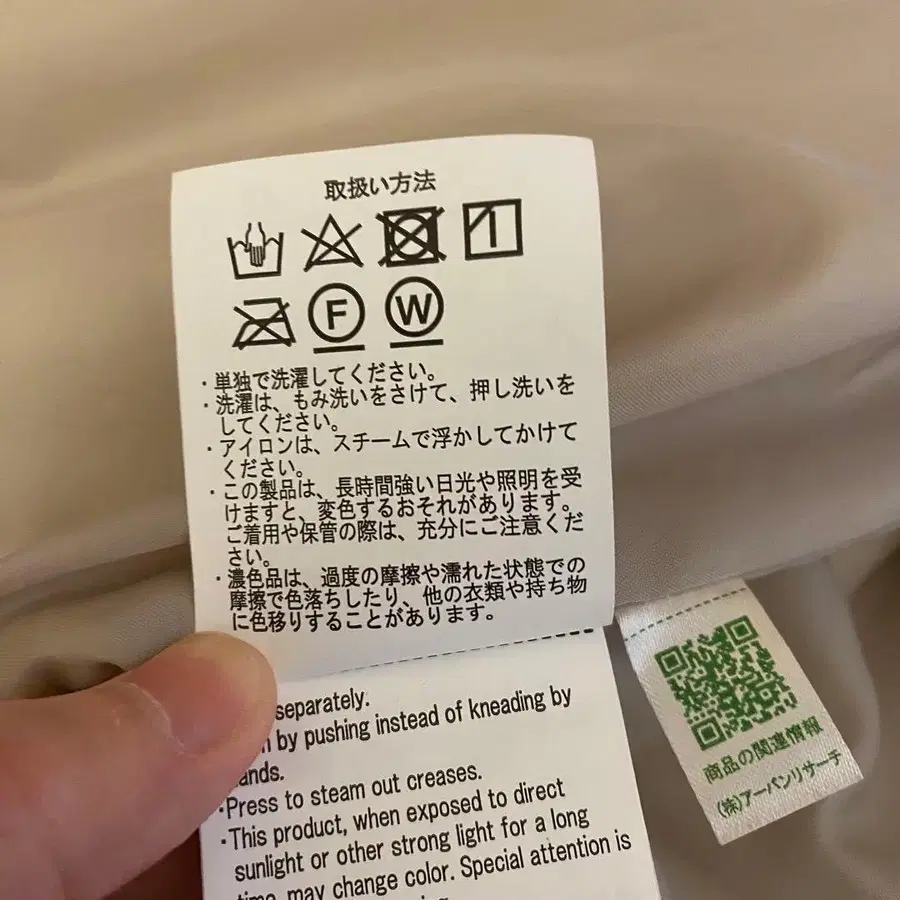 取扱い方法
F W
・単独で洗濯してください。
・洗濯は、もみ洗いをさけて、押し洗いを
してください。
・アイロンは、スチームで浮かしてかけて
ください。
・この製品は、長時間強い日光や照明を受
けますと、変色するおそれがあります。
ご着用や保管の際は、充分にご注意くだ
さい。
・濃色品は、過度の摩擦や濡れた状態での
摩擦で色落ちしたり、他の衣類や持ち物
に色移りすることがあります。
separately.
by pushing instead of kneading by
・Press to steam out creases.
・This product, when exposed to direct
sunlight or other strong light for a long
time, may change color. Special attention is
商品の関連情報
(株)アーバンリサーチ